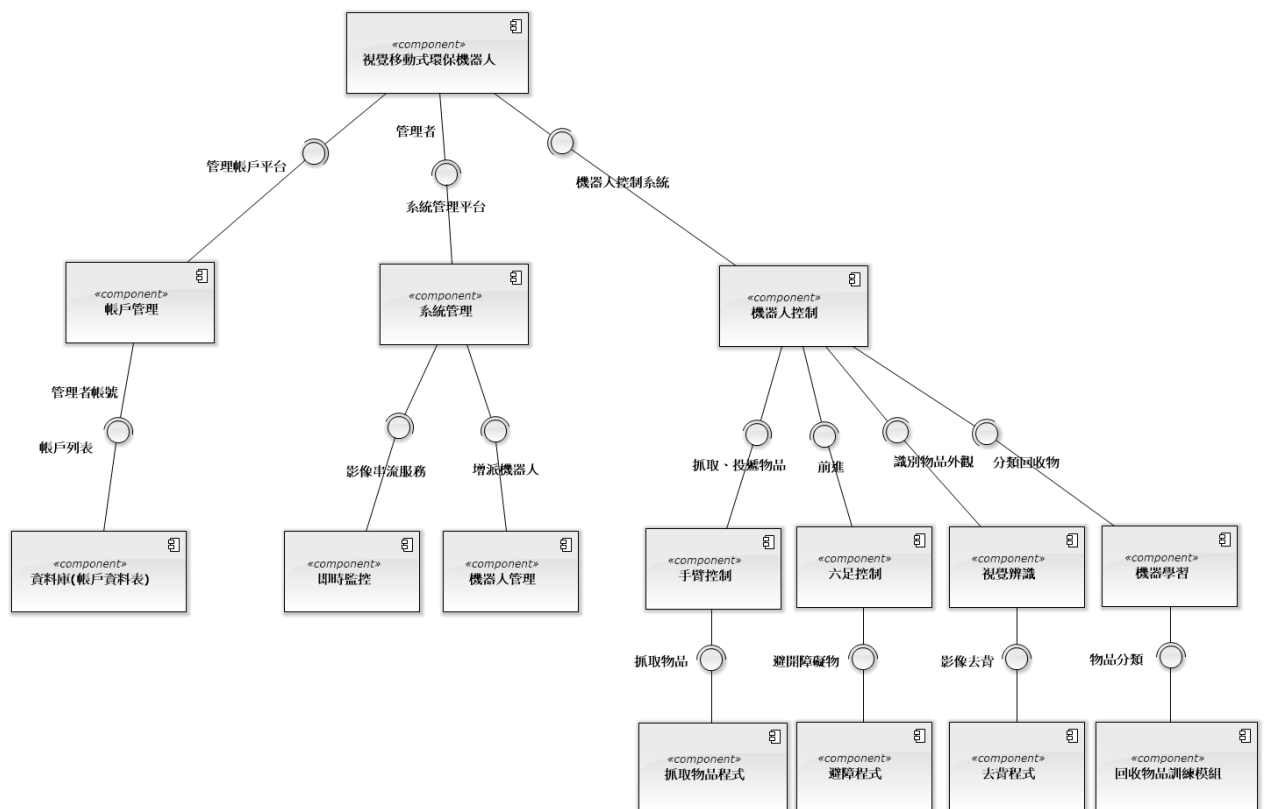 «component»
視覺移動式環保機器人
管理者
管理帳戶平台
機器人控制系統
系統管理平台
«component»
帳戶管理
«component»
系統管理
«component»
機器人控制
管理者帳號
帳戶列表
影像串流服務
增派機器人
抓取、投遞物品
前進
識別物品外觀
分類回收物
«component»
資料庫(帳戶資料表)
«component»
即時監控
«component»
機器人管理
«component»
手臂控制
«component»
六足控制
«component»
視覺辨識
«component»
機器學習
抓取物品
避開障礙物
影像去背
物品分類
«component»
抓取物品程式
«component»
避障程式
«component»
去背程式
«component»
回收物品訓練模組